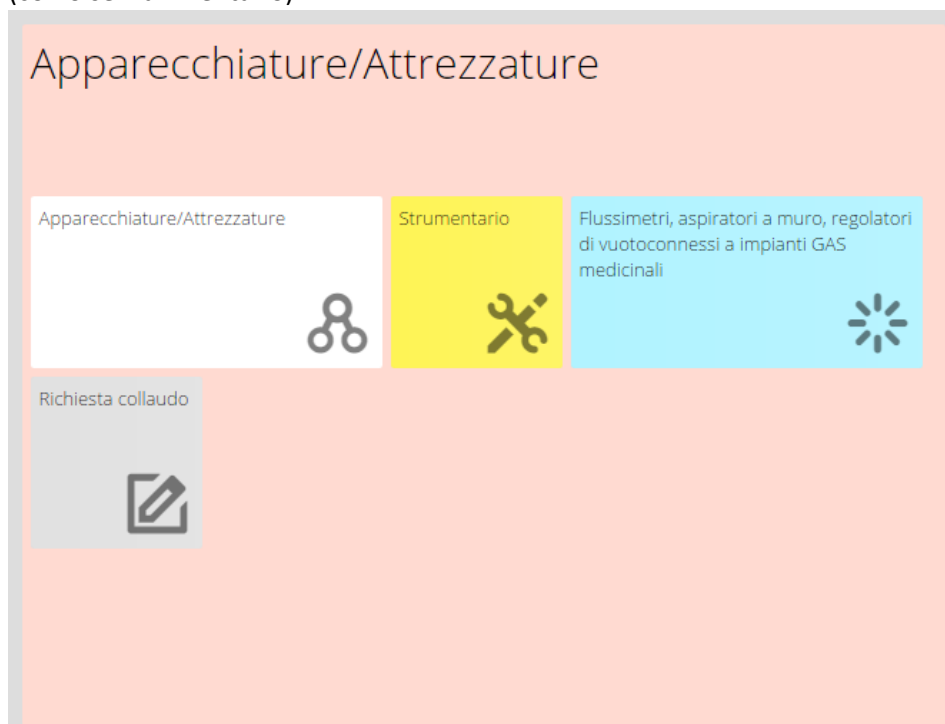 Apparecchiature/Attrezzature
Apparecchiature/Attrezzature
Strumentario
Flussimetri, aspiratori a muro, regolatori
di vuotoconnessi a impianti GAS
medicinali
Richiesta collaudo